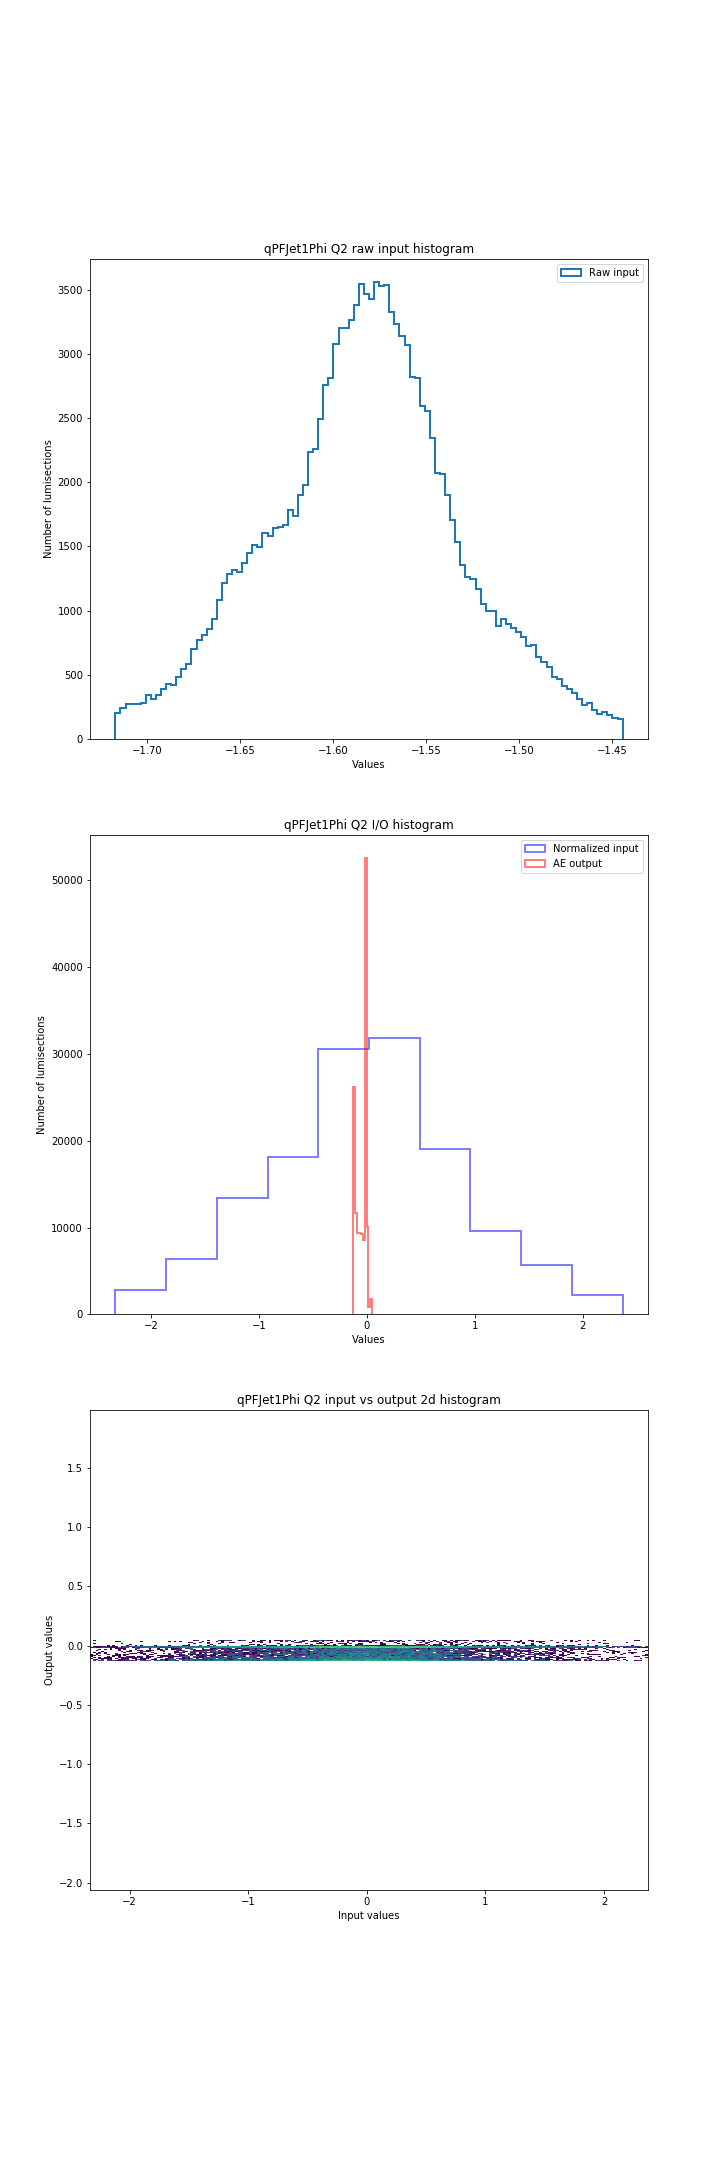 qPFJet1Phi Q2 raw input histogram
Raw input
3500
3000
2500
2000
1500
1000
500
0
Number of lumisections
−1.70 −1.65 −1.60 −1.55 −1.50 −1.45
Values
qPFJet1Phi Q2 I/O histogram
Normalized input
AE output
50000
40000
30000
20000
10000
0
Number of lumisections
−2 −1 0 1 2
Values
qPFJet1Phi Q2 input vs output 2d histogram
1.5
1.0
0.5
0.0
−0.5
−1.0
−1.5
−2.0
Output values
−2 −1 0 1 2
Input values